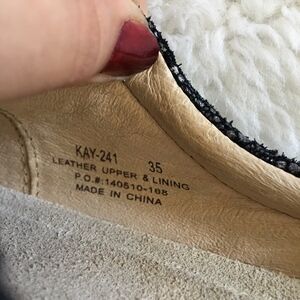 KAY-241 35
LEATHER UPPER & LINING
P.O.#:140510-168
MADE IN CHINA